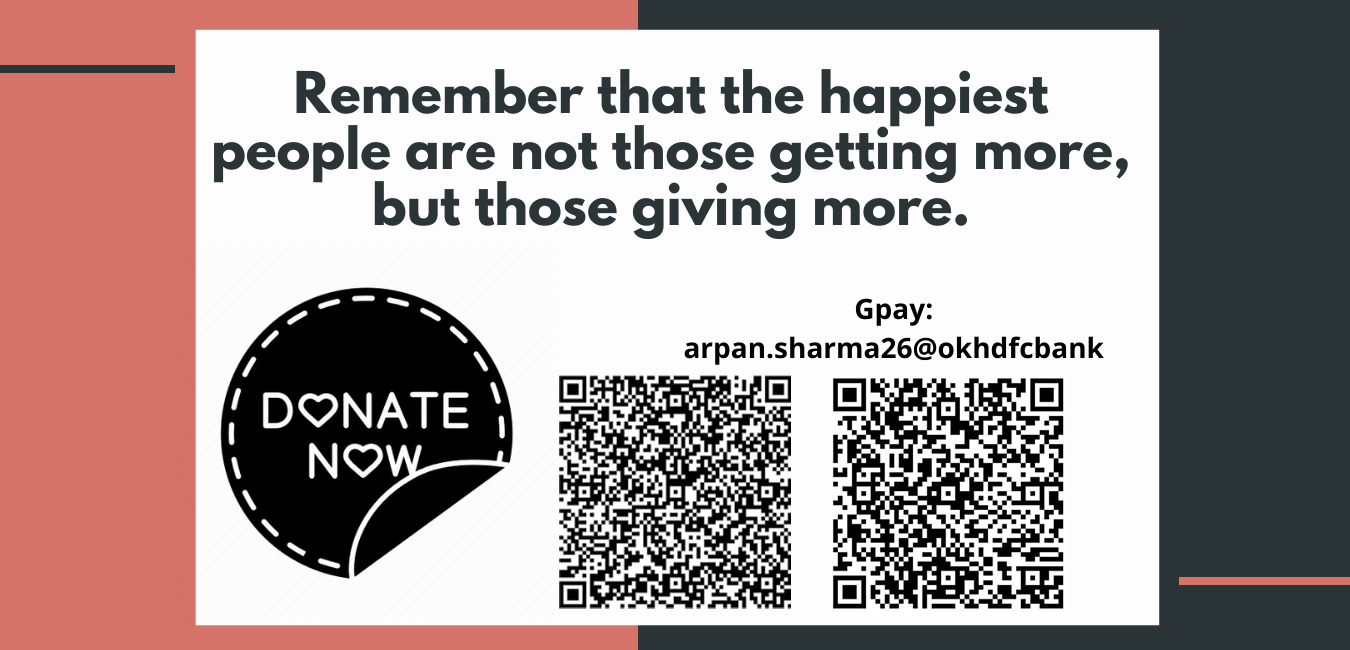 Remember that the happiest
people are not those getting more,
but those giving more.
DONATE
NOW
Gpay:
arpan.sharma26@okhdfcbank